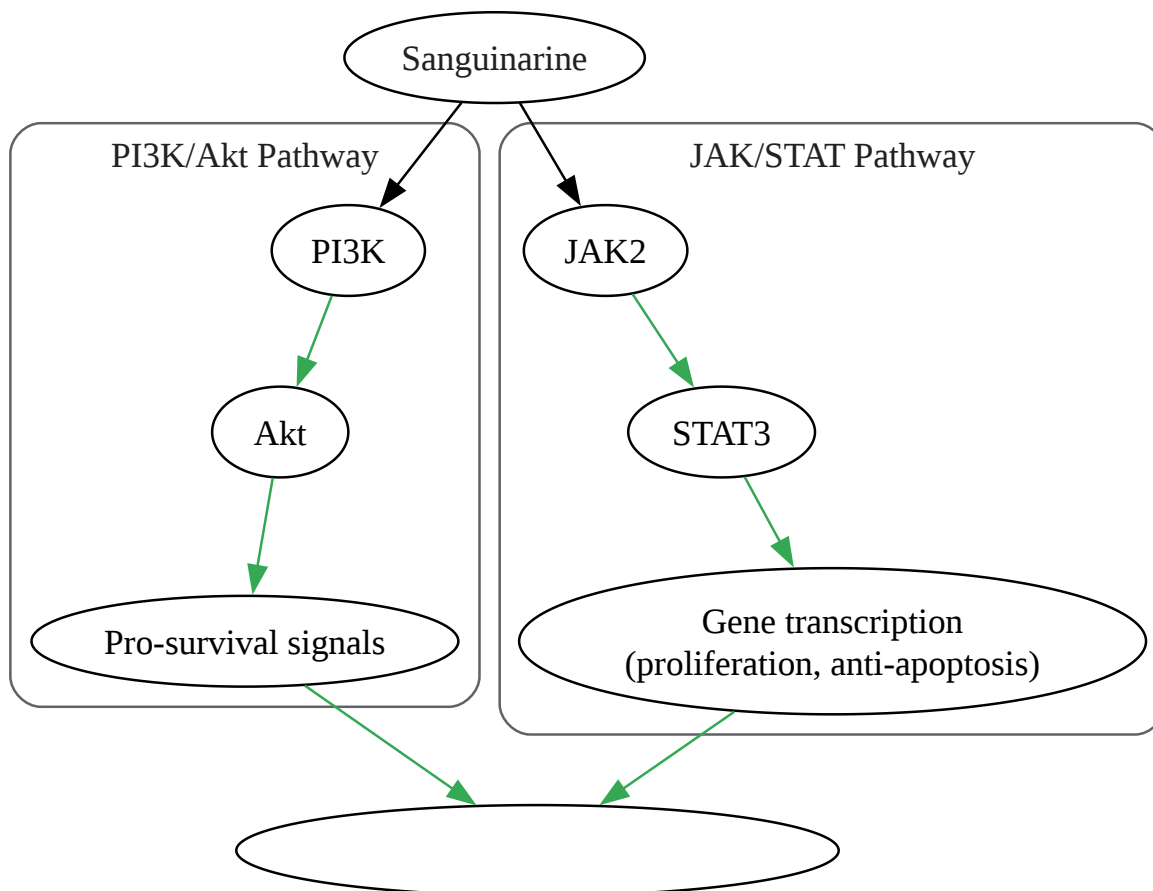 Sanguinarine
PI3K/Akt Pathway
JAK/STAT Pathway
PI3K
JAK2
Akt
STAT3
Pro-survival signals
Gene transcription
(proliferation, anti-apoptosis)